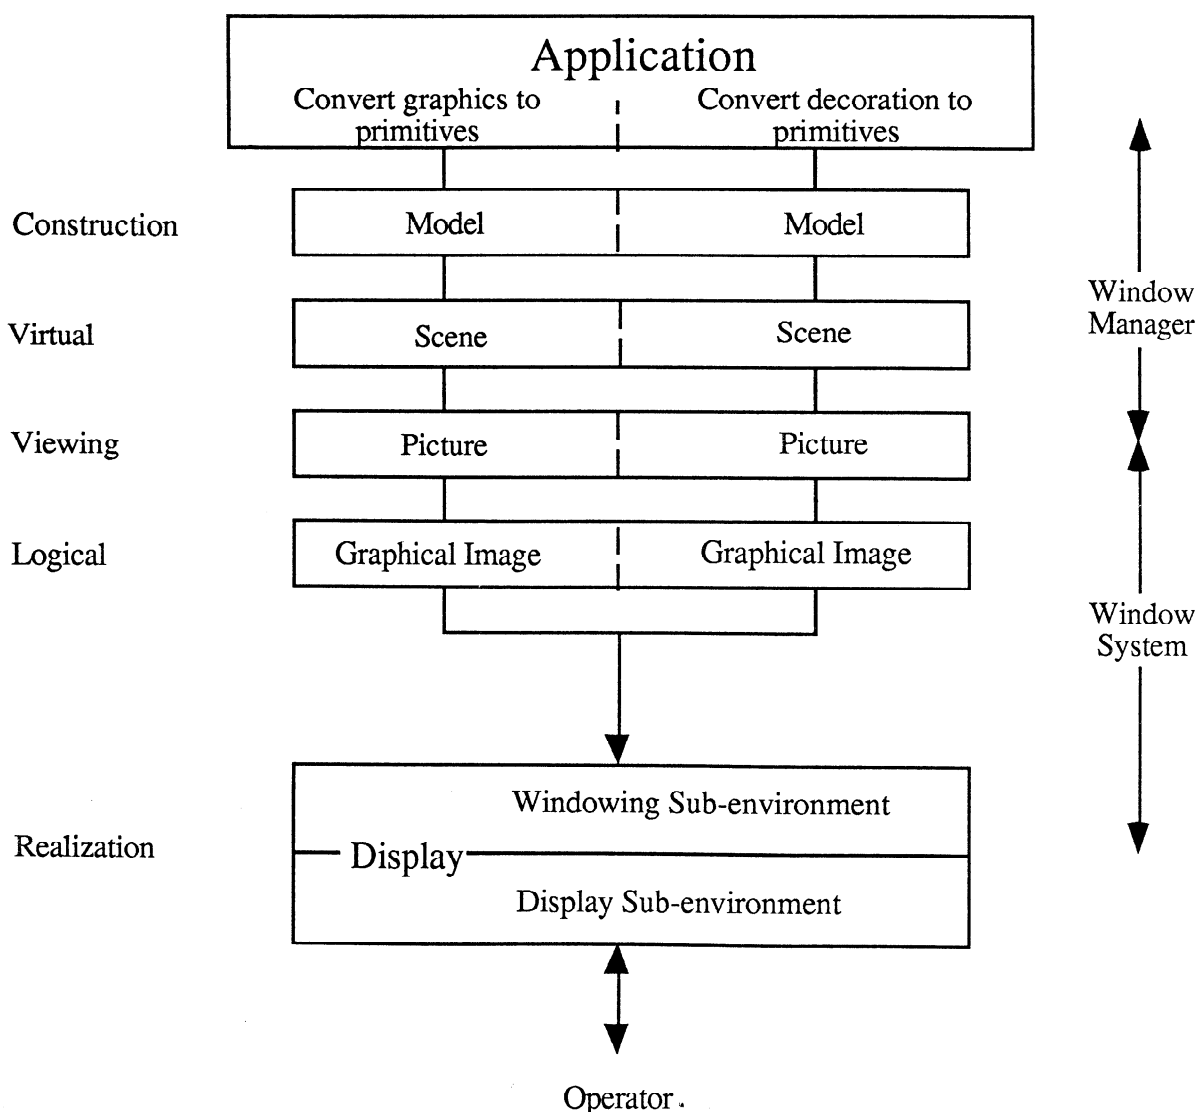 Application
Convert graphics to
primitives
Convert decoration to
primitives
Construction
Model
Model
Virtual
Scene
Scene
Window
Manager
Viewing
Picture
Picture
Logical
Graphical Image
Graphical Image
Window
System
Realization
Windowing Sub-environment
Display
Display Sub-environment
Operator